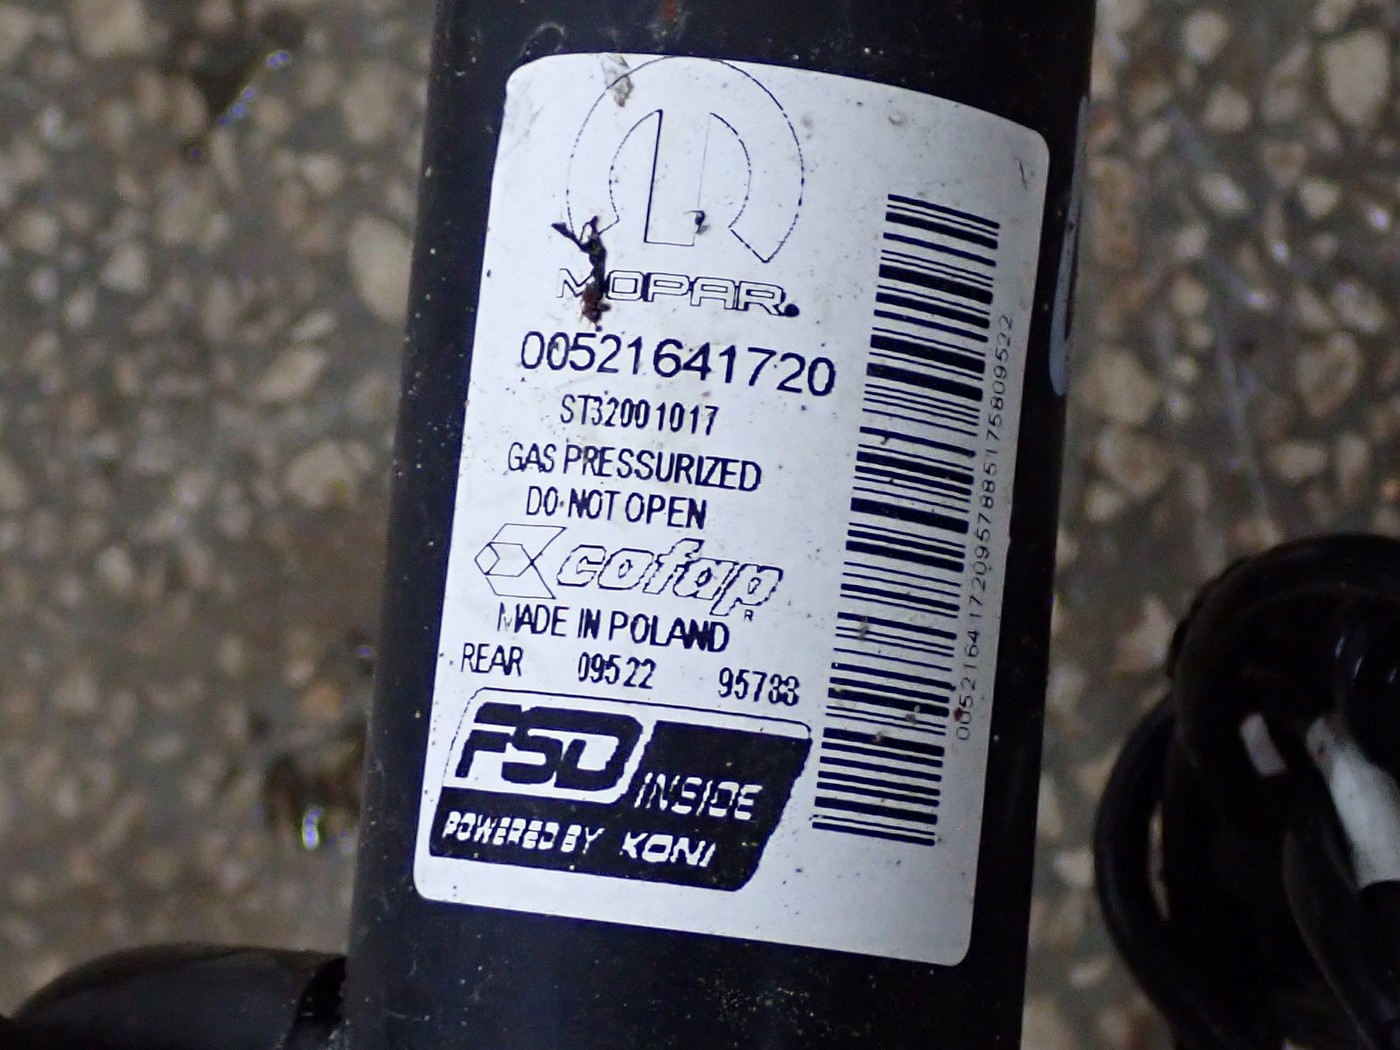 MOPAR
00521641720
ST32001017
GAS PRESSURIZED
DO NOT OPEN
cofap®
MADE IN POLAND
REAR 09522 95788
FSD INSIDE
POWERED BY KONI
00521641720957885175809522